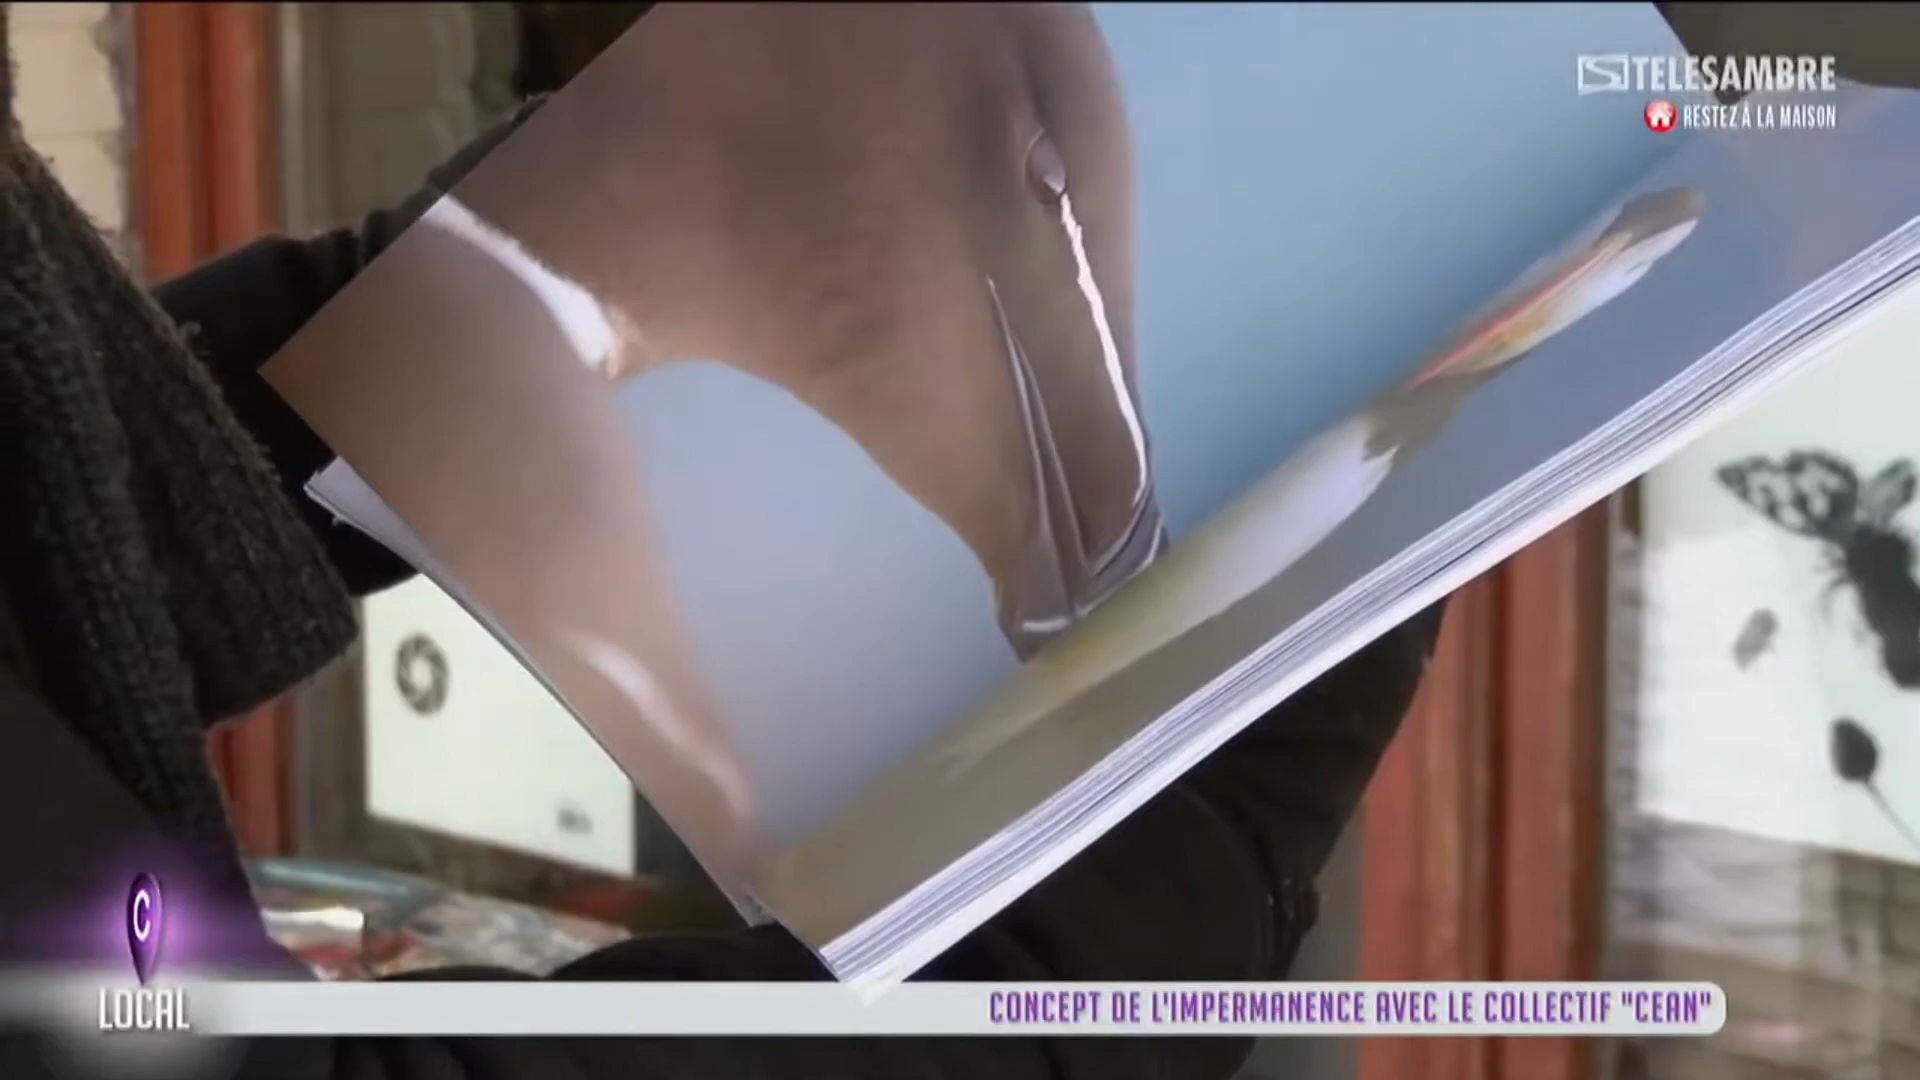 TELESAMBRE
RESTEZ À LA MAISON
C
LOCAL
CONCEPT DE L'IMPERMANENCE AVEC LE COLLECTIF "CEAN"